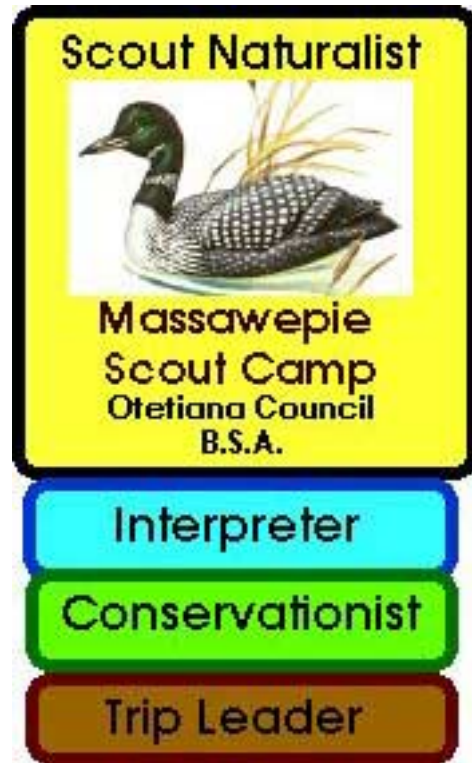 Scout Naturalist
Massawepie
Scout Camp
Otetiana Council
B.S.A.
Interpreter
Conservationist
Trip Leader